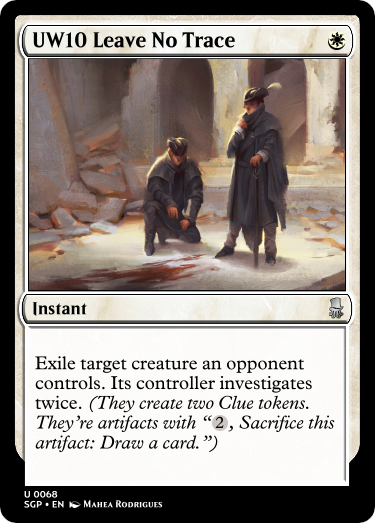 UW10 Leave No Trace
Instant
Exile target creature an opponent
controls. Its controller investigates
twice. (They create two Clue tokens.
They're artifacts with “2, Sacrifice this
artifact: Draw a card.”)
U 0068
SGP • EN Mahea Rodrigues